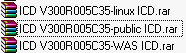 ICD V300R005C35-linux ICD.rar
ICD V300R005C35-public ICD.rar
ICD V300R005C35-WAS ICD.rar